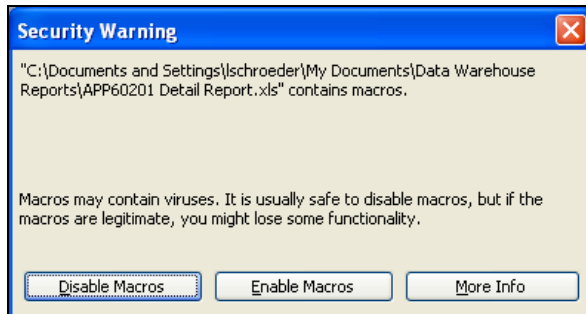 Security Warning
"C:\Documents and Settings\lschroeder\My Documents\Data Warehouse
Reports\APP60201 Detail Report.xls" contains macros.
Macros may contain viruses. It is usually safe to disable macros, but if the
macros are legitimate, you might lose some functionality.
Disable Macros
Enable Macros
More Info